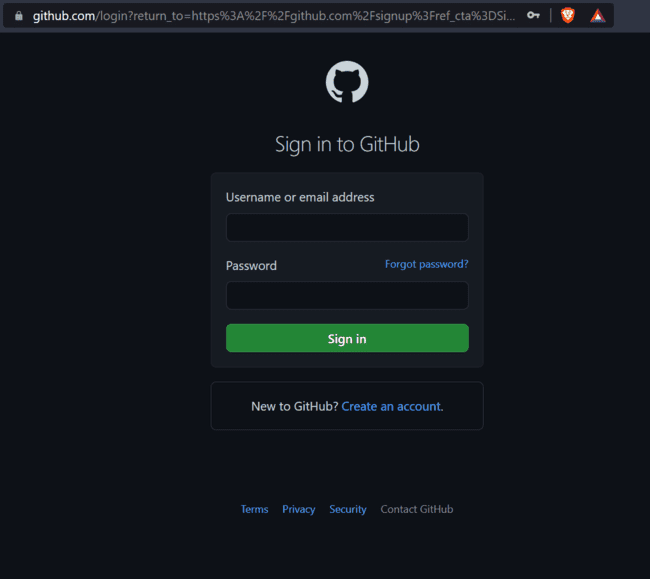 github.com/login?return_to=https%3A%2F%2Fgithub.com%2Fsignup%3Fref_cta%3DSi...
Sign in to GitHub
Username or email address
Password
Forgot password?
Sign in
New to GitHub? Create an account.
Terms Privacy Security Contact GitHub